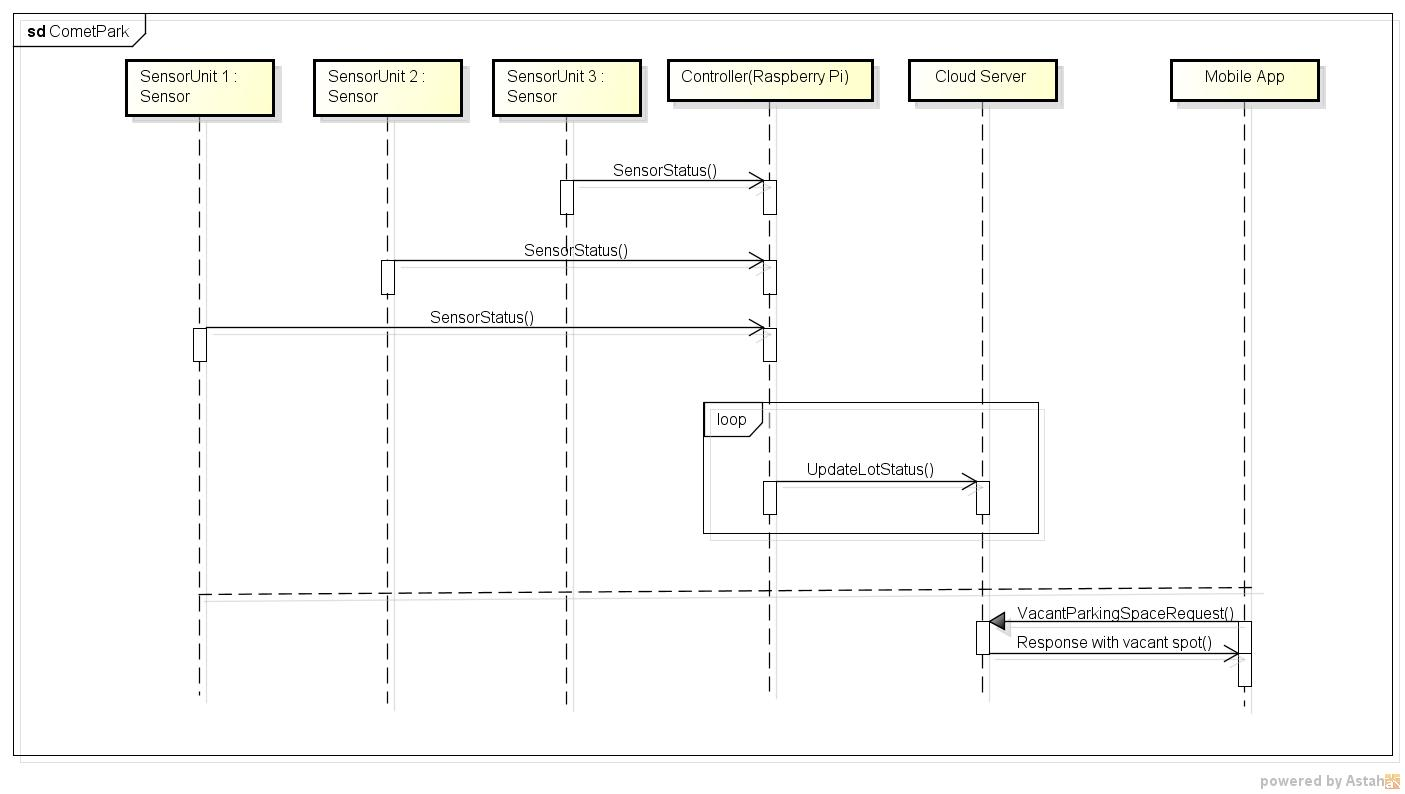 sd CometPark
SensorUnit 1 :
Sensor
SensorUnit 2 :
Sensor
SensorUnit 3 :
Sensor
Controller(Raspberry Pi)
Cloud Server
Mobile App
SensorStatus()
SensorStatus()
SensorStatus()
loop
UpdateLotStatus()
VacantParkingSpaceRequest()
Response with vacant spot()
powered by Astah